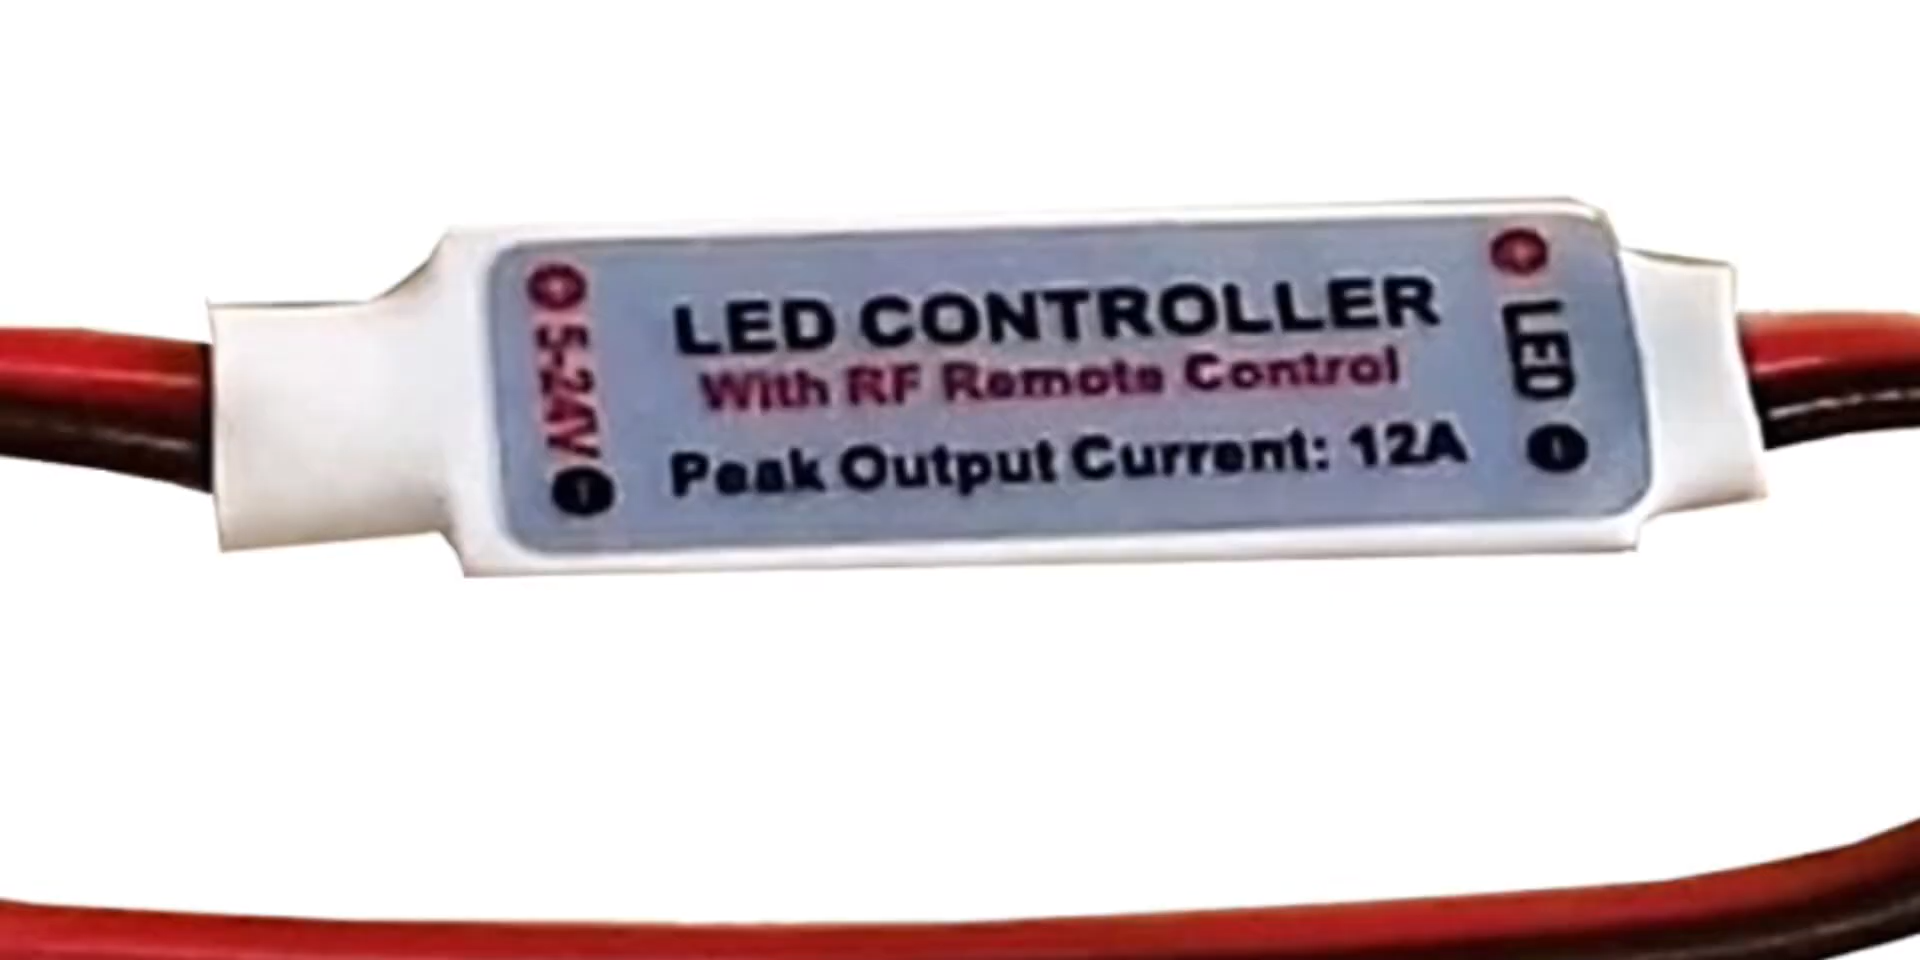 5-24V
LED CONTROLLER
With RF Remote Control
Peak Output Current: 12A
LED